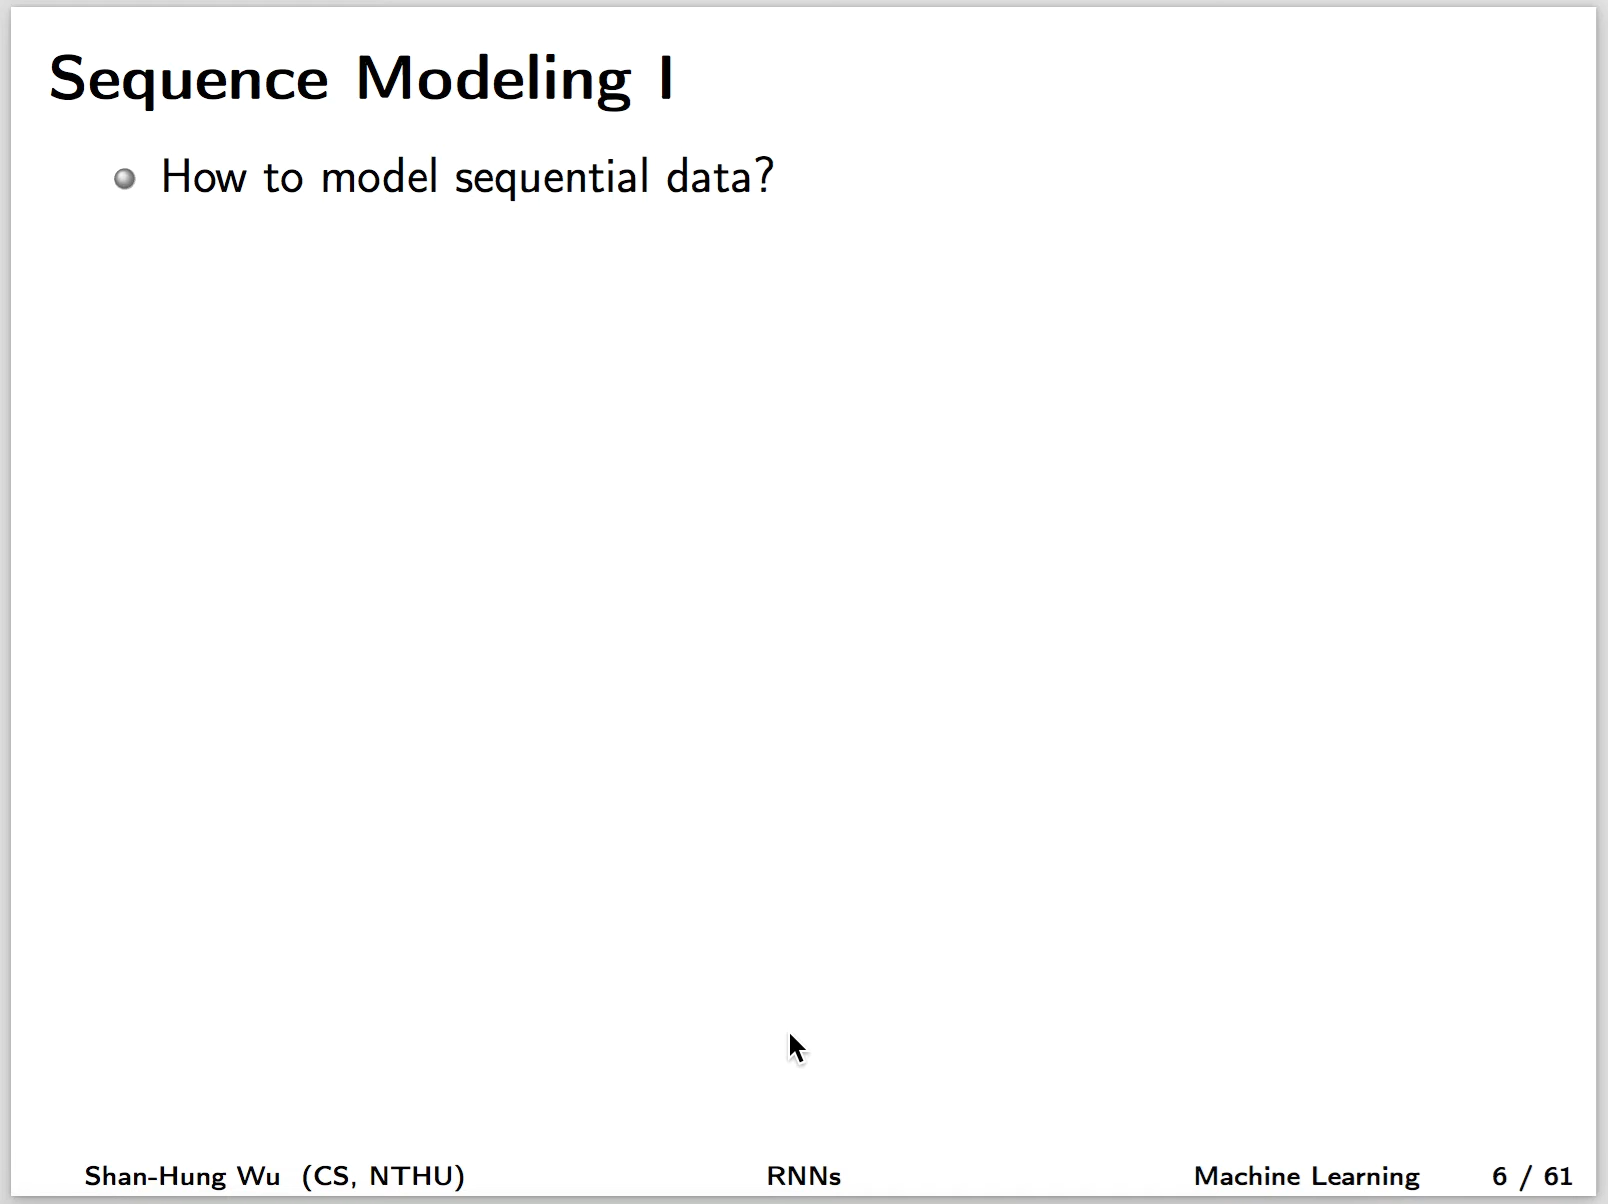 Sequence Modeling I
How to model sequential data?
Shan-Hung Wu (CS, NTHU) RNNs Machine Learning 6 / 61